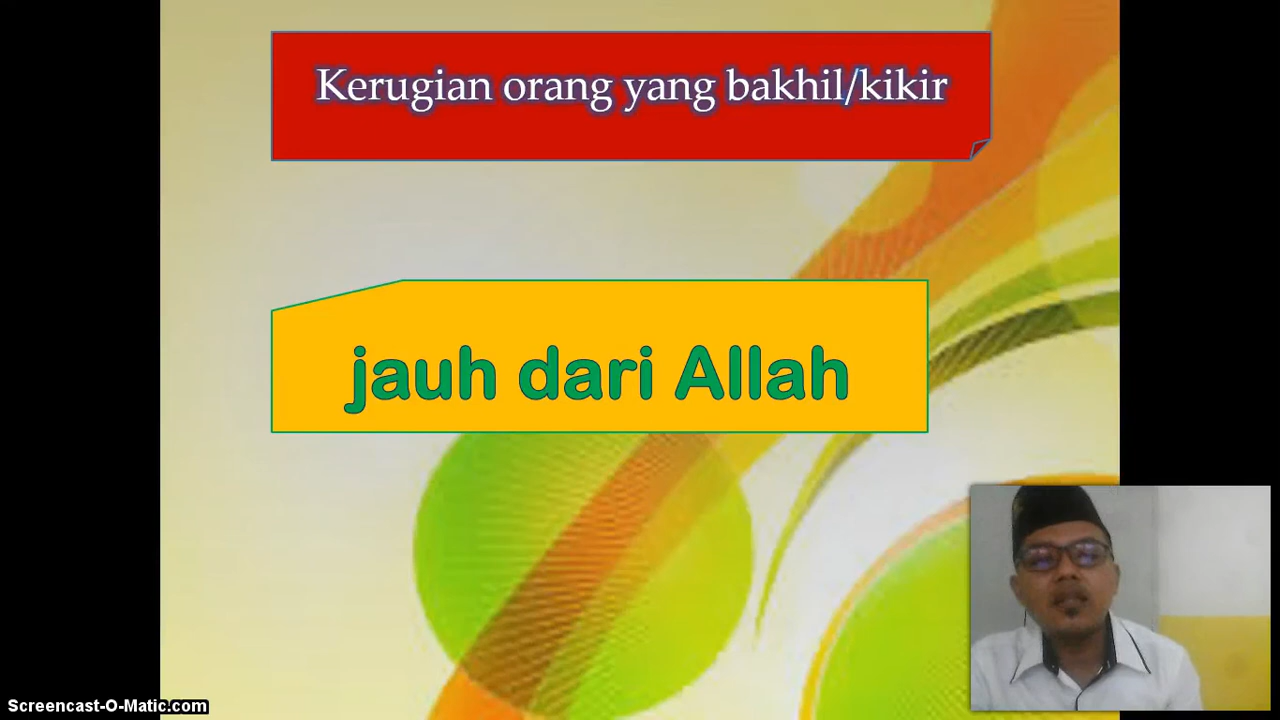 Kerugian orang yang bakhil/kikir
jauh dari Allah
Screencast-O-Matic.com